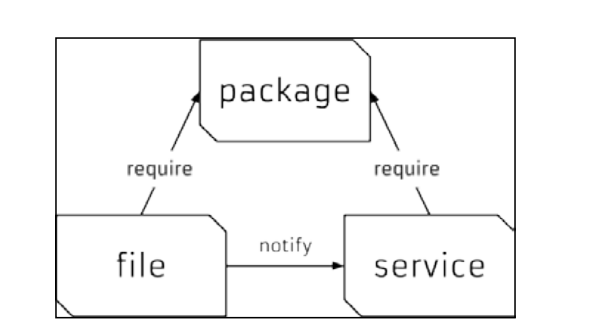 package
require
require
notify
file
service